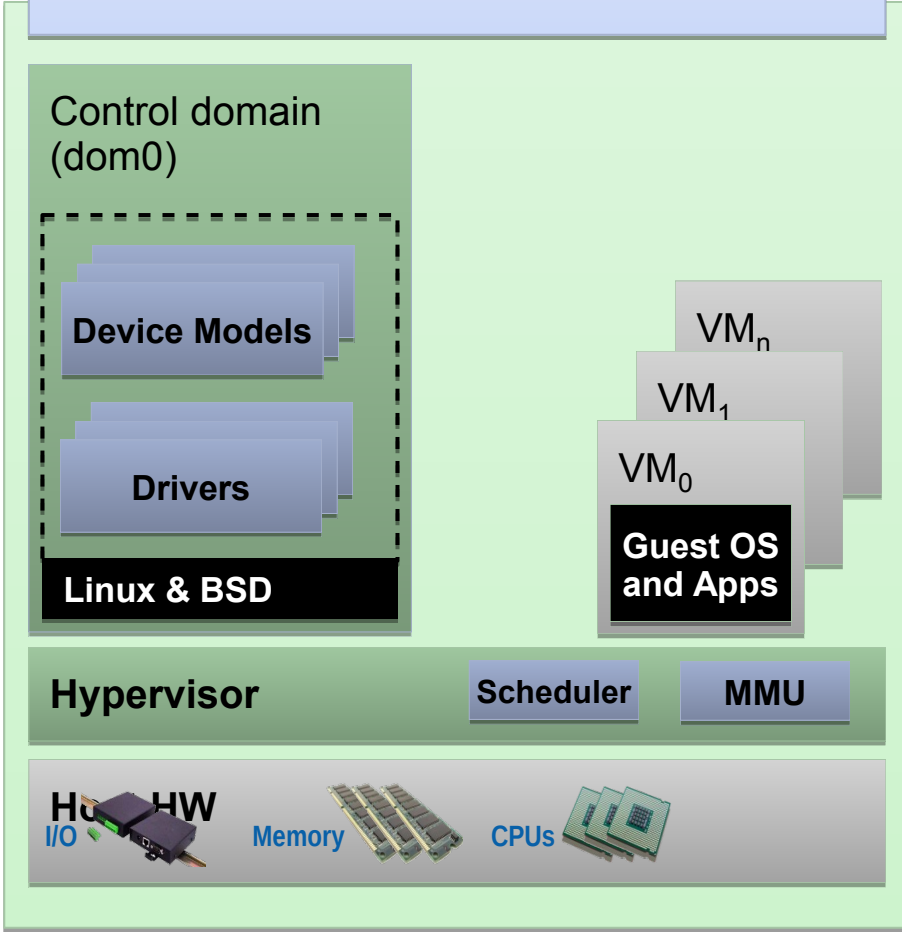 Control domain
(dom0)
Device Models
Drivers
Linux & BSD
VMn
VM1
VM0
Guest OS
and Apps
Hypervisor
Scheduler
MMU
HW
I/O
Memory
CPUs